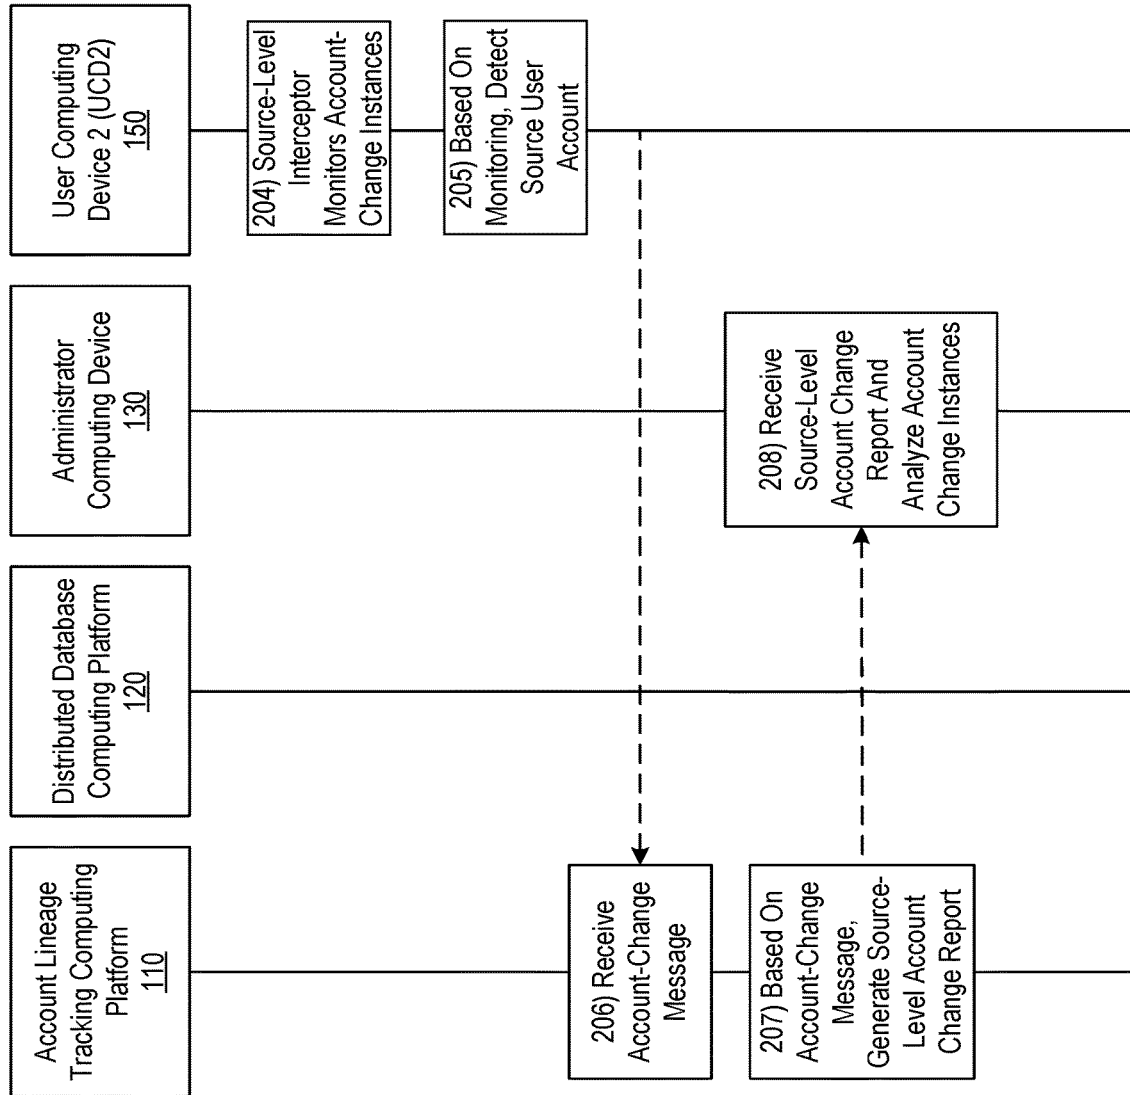 Account Lineage
Tracking Computing
Platform
110
Distributed Database
Computing Platform
120
Administrator
Computing Device
130
User Computing
Device 2 (UCD2)
150
204) Source-Level
Interceptor
Monitors Account-
Change Instances
205) Based On
Monitoring, Detect
Source User
Account
206) Receive
Account-Change
Message
207) Based On
Account-Change
Message,
Generate Source-
Level Account
Change Report
208) Receive
Source-Level
Account Change
Report And
Analyze Account
Change Instances